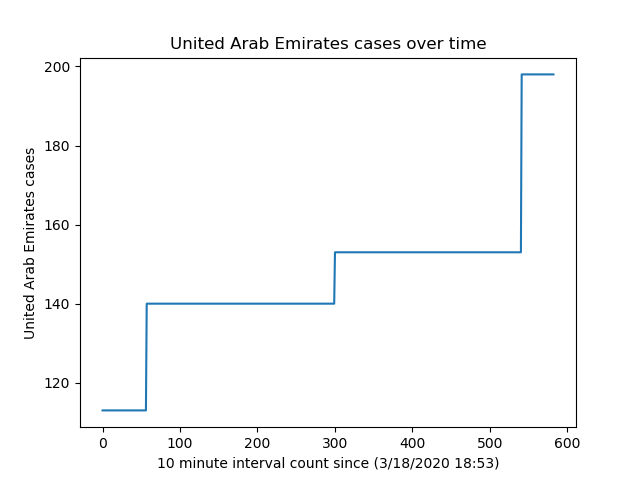 United Arab Emirates cases over time
United Arab Emirates cases
200
180
160
140
120
0 100 200 300 400 500 600
10 minute interval count since (3/18/2020 18:53)